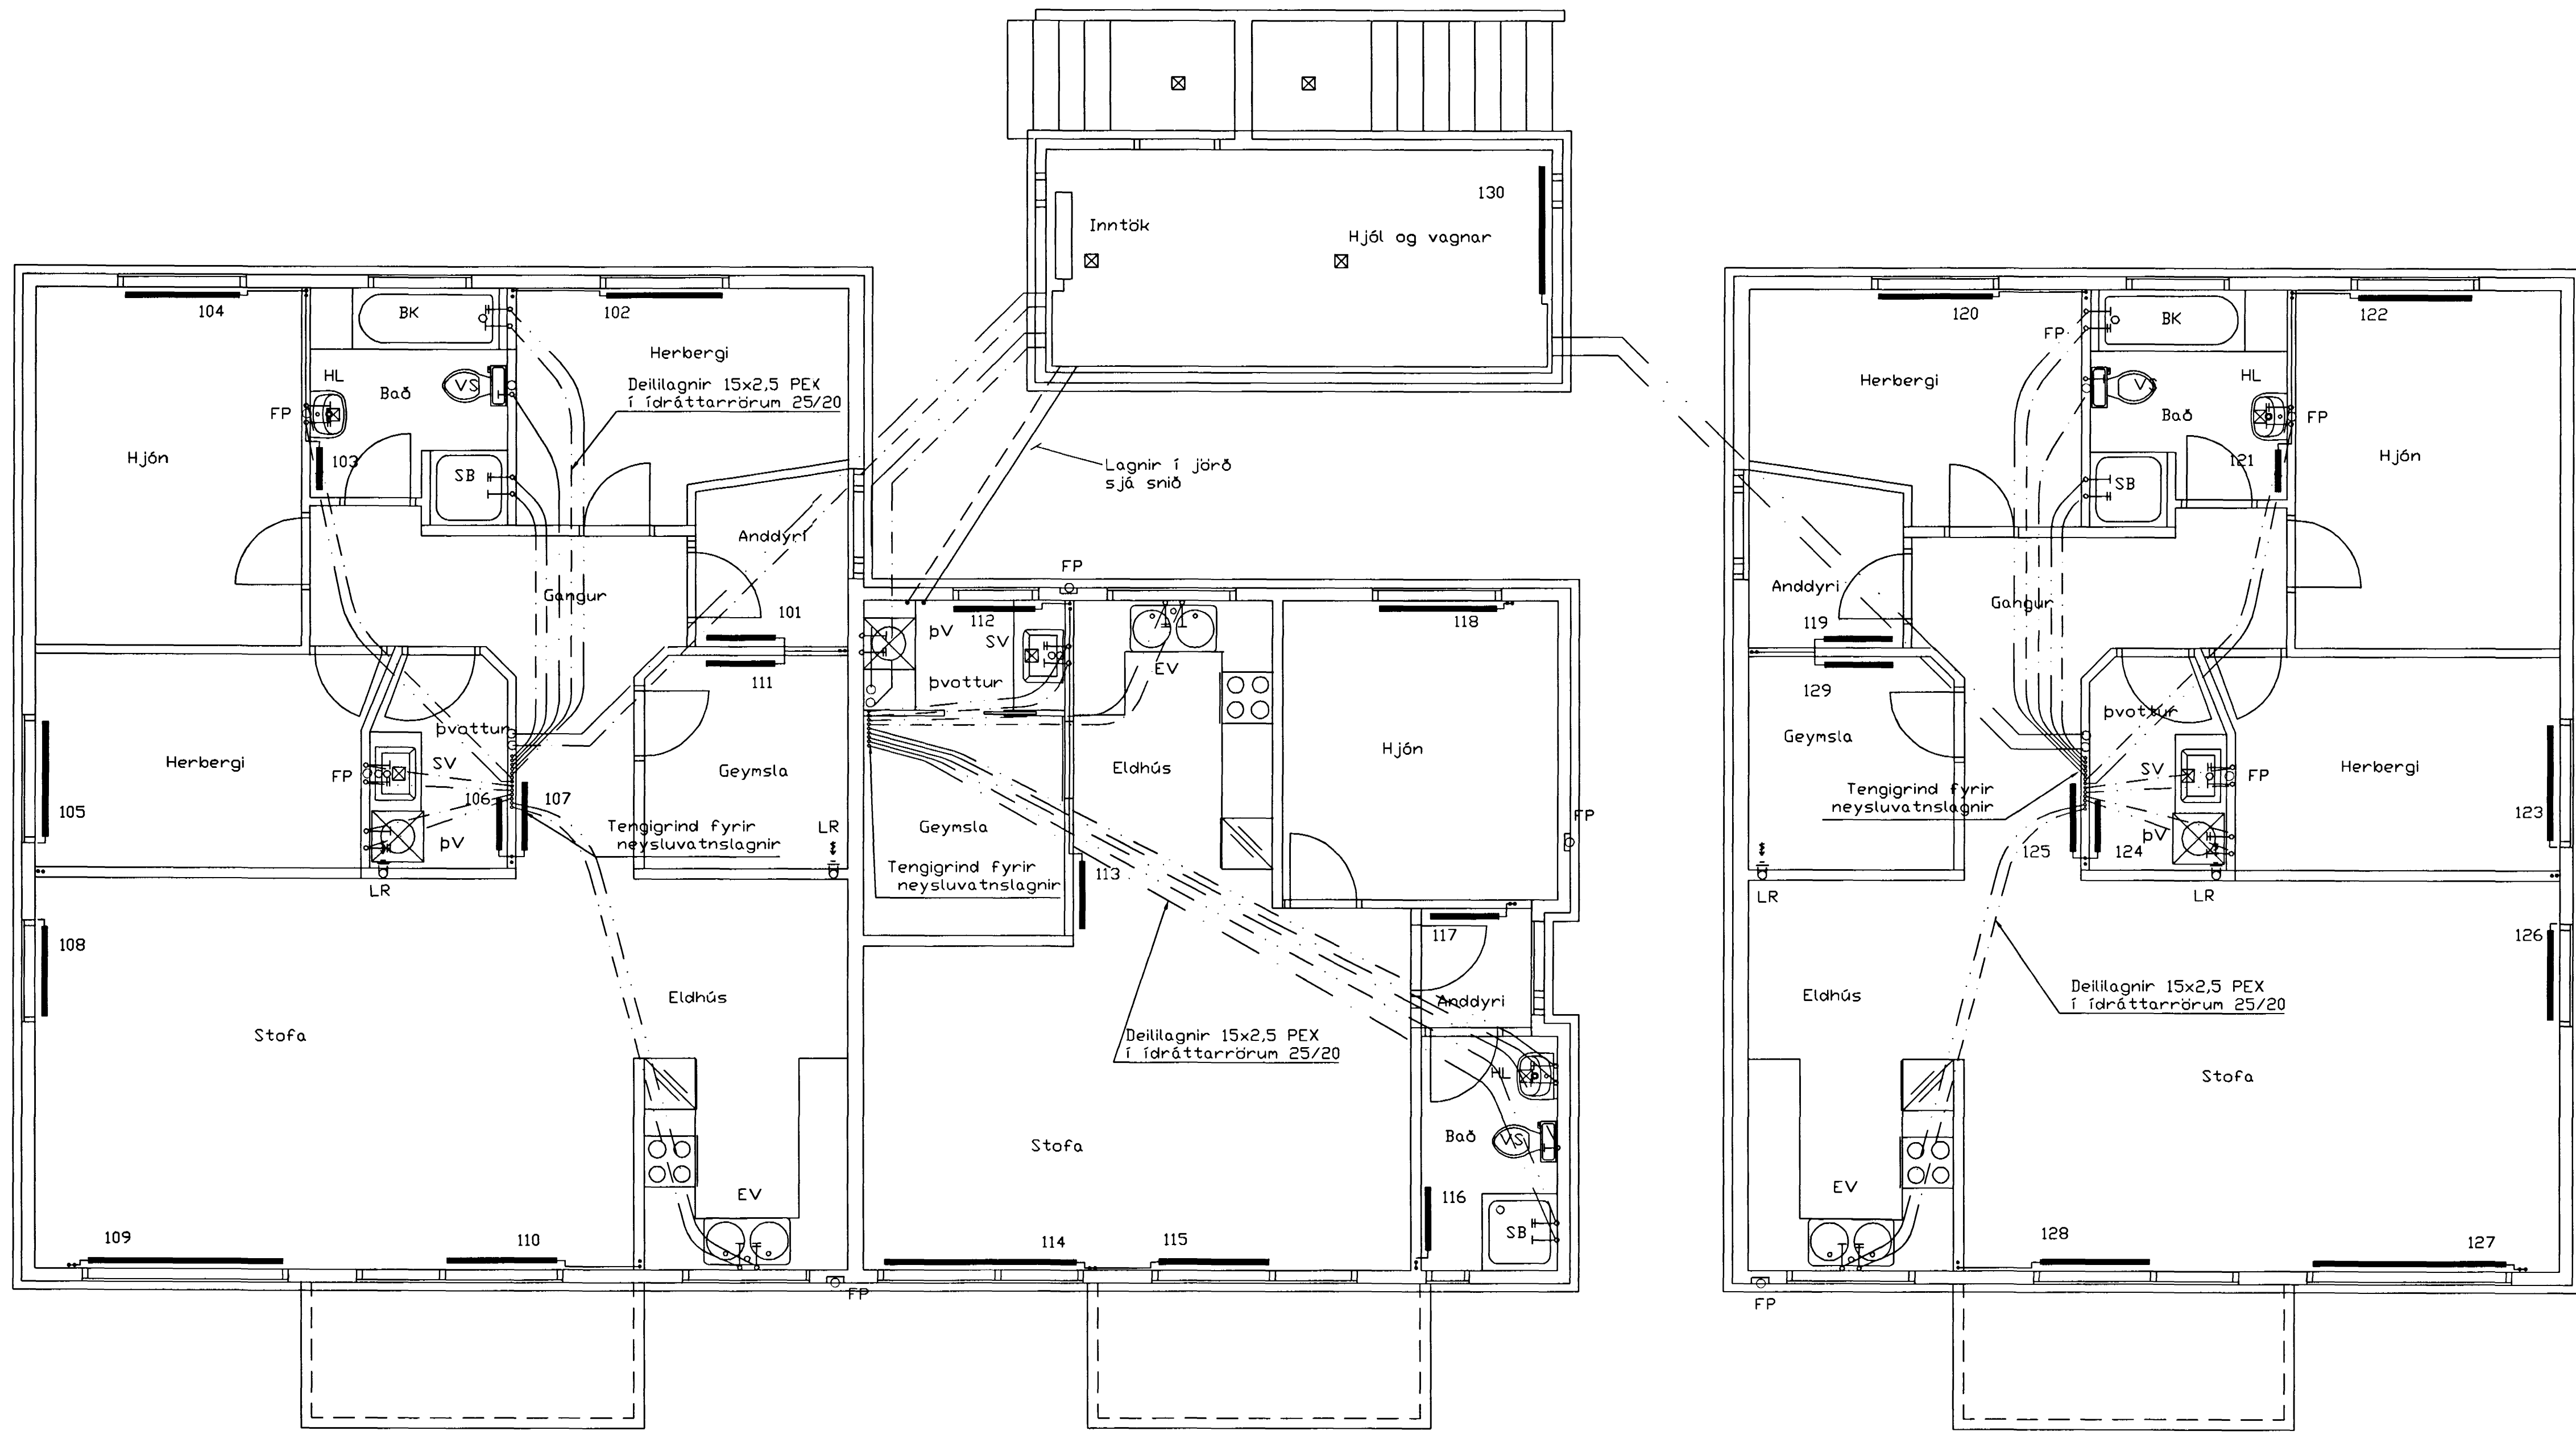 130
Inntök
Hjól og vagnar
104
BK
102
Herbergi
Deililagnir 15x2,5 PEX
í ídráttarrörum 25/20
HL
Bað
VS
FP
Hjón
103
SB
Anddyri
Gangur
101
111
Lagnir í jörð
sjá snið
Herbergi
105
þvottur
SV
FP
106
107
þV
LR
Geymsla
Tengigrind fyrir
neysluvatnslagnir
LR
108
Stofa
Eldhús
EV
109
110
FP
FP
112
þV
SV
þvottur
EV
118
Hjón
Eldhús
Geymsla
Tengigrind fyrir
neysluvatnslagnir
113
FP
117
Anddyri
Deililagnir 15x2,5 PEX
í ídráttarrörum 25/20
HL
Stofa
Bað
VS
116
SB
114
115
120
FP
BK
122
Herbergi
VS
HL
Bað
FP
121
Hjón
SB
Anddyri
Gangur
119
129
Geymsla
þvottur
SV
FP
Herbergi
Tengigrind fyrir
neysluvatnslagnir
123
125
124
þV
LR
LR
126
Eldhús
Deililagnir 15x2,5 PEX
í ídráttarrörum 25/20
Stofa
EV
128
127
FP